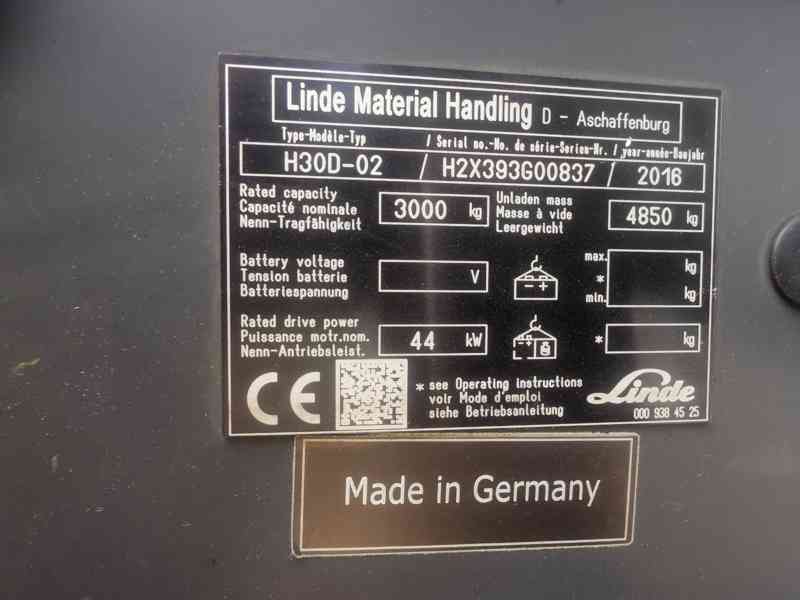 Linde Material Handling D - Aschaffenburg
Type-Modèle-Typ / Serial no.-No. de série-Serien-Nr. / year-année-Baujahr
H30D-02 / H2X393G00837 / 2016
Rated capacity
Capacité nominale
Nenn-Tragfähigkeit
3000 kg
Unladen mass
Masse à vide
Leergewicht
4850 kg
Battery voltage
Tension batterie
Batteriespannung
V
max. kg
*
min. kg
Rated drive power
Puissance motr.nom.
Nenn-Antriebsleist.
44 kW
* kg
CE
* see Operating instructions
voir Mode d'emploi
siehe Betriebsanleitung
Linde
000 938 45 25
Made in Germany